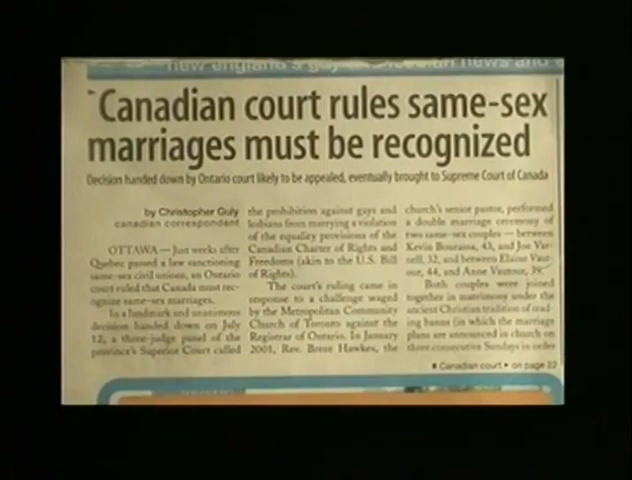 new england's gay
news and
Canadian court rules same-sex
marriages must be recognized
Decision handed down by Ontario court likely to be appealed, eventually brought to Supreme Court of Canada
by Christopher Guly
canadian correspondent
OTTAWA — Just weeks after
Quebec passed a law sanctioning
same-sex civil unions, an Ontario
court ruled that Canada must rec-
ognize same-sex marriages.
In a landmark and unanimous
decision handed down on July
12, a three-judge panel of the
province's Superior Court called
the prohibition against gays and
lesbians from marrying a violation
of the equality provisions of the
Canadian Charter of Rights and
Freedoms (akin to the U.S. Bill
of Rights).
The court's ruling came in
response to a challenge waged
by the Metropolitan Community
Church of Toronto against the
Registrar of Ontario. In January
2001, Rev. Brent Hawkes, the
church's senior pastor, performed
a double marriage ceremony of
two same-sex couples — between
Kevin Bourassa, 43, and Joe Var-
nell, 32, and between Elaine Vaut-
our, 44, and Anne Vautour, 39.
Both couples were joined
together in matrimony under the
ancient Christian tradition of read-
ing banns (in which the marriage
plans are announced in church on
three consecutive Sundays in order
■ Canadian court • on page 22